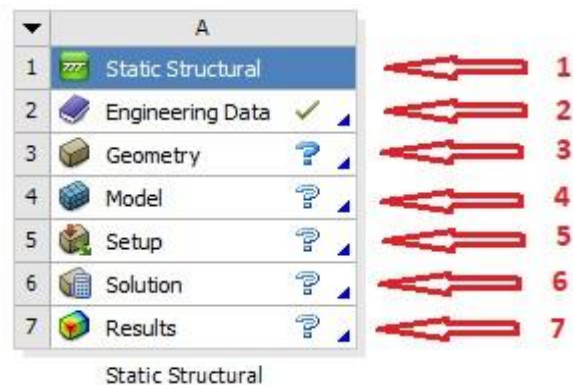 A
1 Static Structural 1
2 Engineering Data 2
3 Geometry ? 3
4 Model ? 4
5 Setup ? 5
6 Solution ? 6
7 Results ? 7
Static Structural